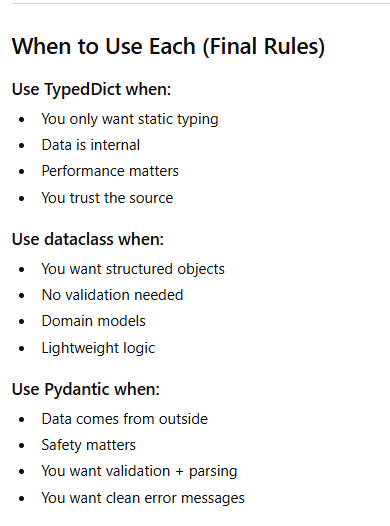 When to Use Each (Final Rules)
Use TypedDict when:
• You only want static typing
• Data is internal
• Performance matters
• You trust the source
Use dataclass when:
• You want structured objects
• No validation needed
• Domain models
• Lightweight logic
Use Pydantic when:
• Data comes from outside
• Safety matters
• You want validation + parsing
• You want clean error messages